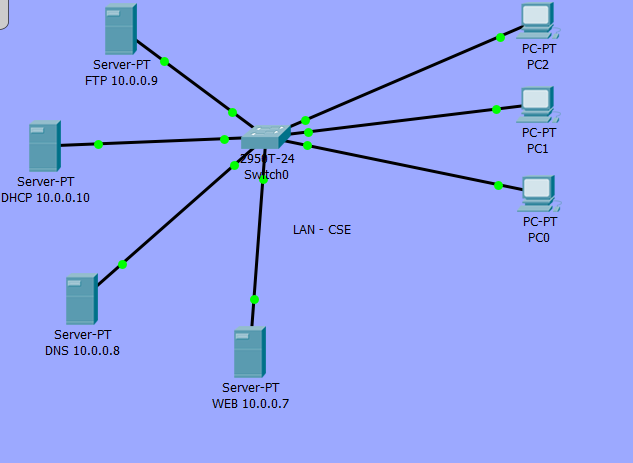 Server-PT
FTP 10.0.0.9
PC-PT
PC2
PC-PT
PC1
2950T-24
Switch0
Server-PT
DHCP 10.0.0.10
PC-PT
PC0
LAN - CSE
Server-PT
DNS 10.0.0.8
Server-PT
WEB 10.0.0.7